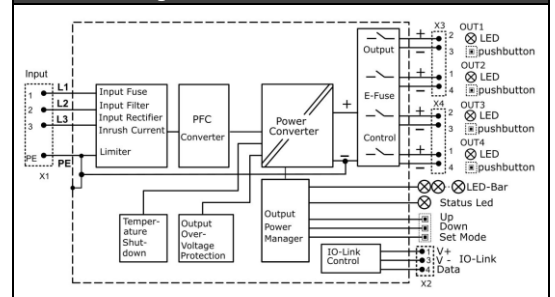 Input
1
L1
2
L2
3
L3
PE
PE
X1
Input Fuse
Input Filter
Input Rectifier
Inrush Current
Limiter
PFC
Converter
Power
Converter
+
–
Output
E-Fuse
Control
X3
+
2
–
3
+
1
–
4
X4
+
2
–
3
+
1
–
4
OUT1
LED
pushbutton
OUT2
LED
pushbutton
OUT3
LED
pushbutton
OUT4
LED
pushbutton
LED-Bar
Status Led
Up
Down
Set Mode
Temper-
ature
Shut-
down
Output
Over-
Voltage
Protection
Output
Power
Manager
IO-Link
Control
1
V+
3
V -
IO-Link
4
Data
X2